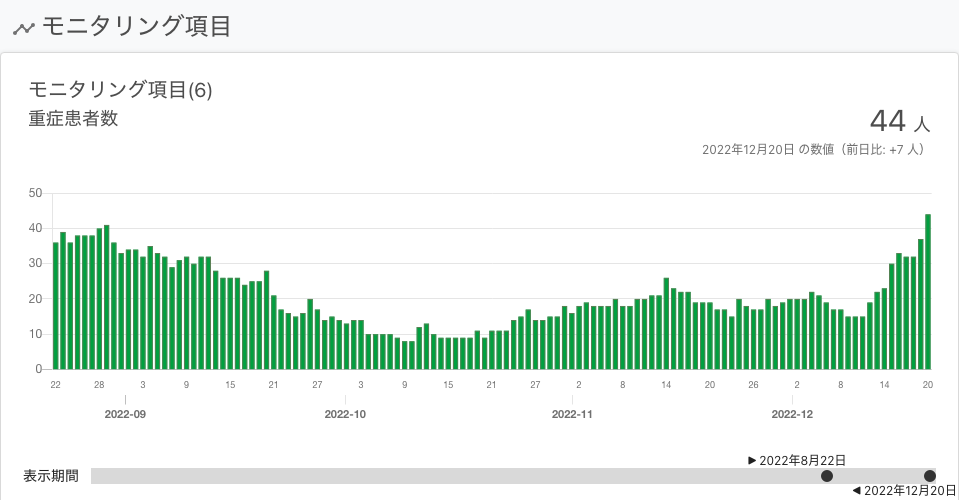 モニタリング項目
モニタリング項目(6)
重症患者数
44 人
2022年12月20日 の数値（前日比: +7 人）
50
40
30
20
10
0
22 28 3 9 15 21 27 3 9 15 21 27 2 8 14 20 26 2 8 14 20
2022-09 2022-10 2022-11 2022-12
▶ 2022年8月22日
表示期間
◀ 2022年12月20日